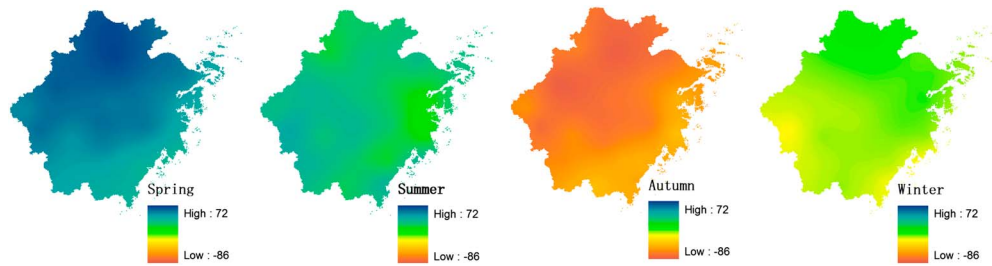 Spring
High : 72
Low : -86
Summer
High : 72
Low : -86
Autumn
High : 72
Low : -86
Winter
High : 72
Low : -86